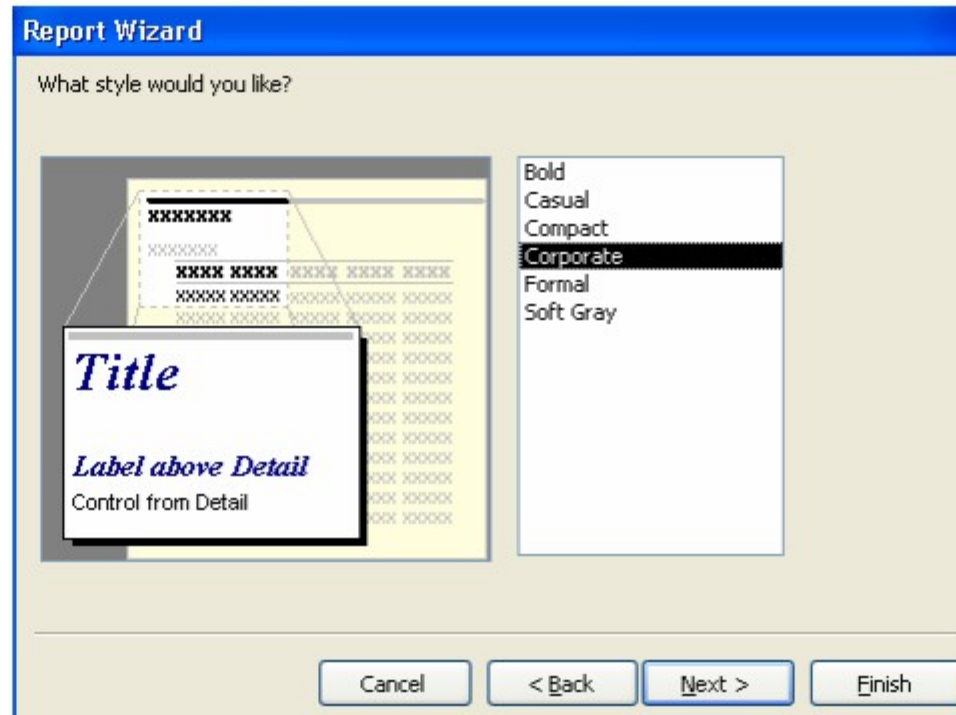 Report Wizard
What style would you like?
xxxxxxx
xxxxxxx
xxxx xxxx xxxx xxxx xxxx
xxxxx xxxxx xxxxx xxxxx xxxxx
Title
Label above Detail
Control from Detail
Bold
Casual
Compact
Corporate
Formal
Soft Gray
Cancel
< Back
Next >
Finish